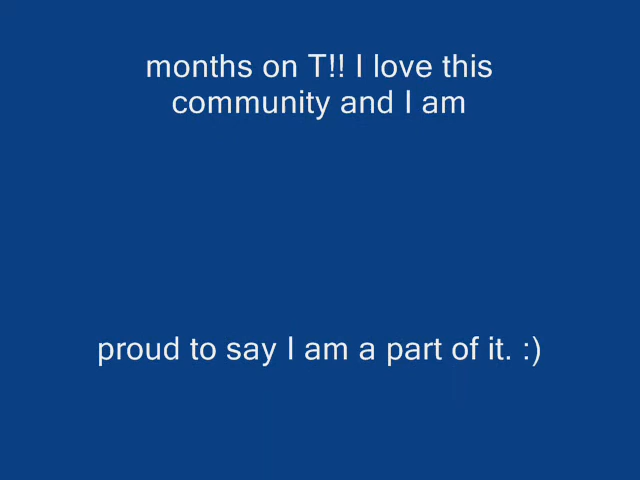 months on T!! I love this
community and I am
proud to say I am a part of it. :)